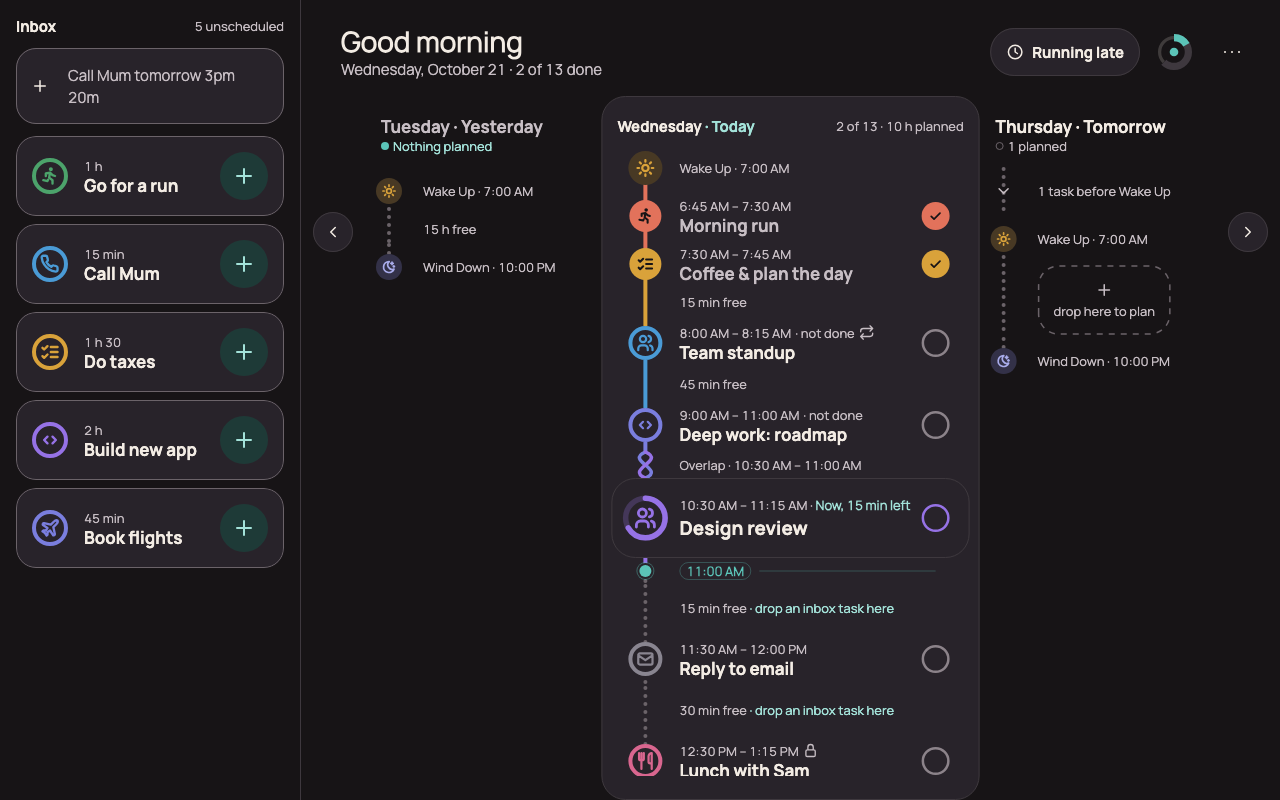 Inbox
5 unscheduled
Call Mum tomorrow 3pm
20m
1 h
Go for a run
15 min
Call Mum
1 h 30
Do taxes
2 h
Build new app
45 min
Book flights
Good morning
Wednesday, October 21 · 2 of 13 done
Running late
Tuesday · Yesterday
Nothing planned
Wake Up · 7:00 AM
15 h free
Wind Down · 10:00 PM
Wednesday · Today
2 of 13 · 10 h planned
Wake Up · 7:00 AM
6:45 AM – 7:30 AM
Morning run
7:30 AM – 7:45 AM
Coffee & plan the day
15 min free
8:00 AM – 8:15 AM · not done
Team standup
45 min free
9:00 AM – 11:00 AM · not done
Deep work: roadmap
Overlap · 10:30 AM – 11:00 AM
10:30 AM – 11:15 AM · Now, 15 min left
Design review
11:00 AM
15 min free · drop an inbox task here
11:30 AM – 12:00 PM
Reply to email
30 min free · drop an inbox task here
12:30 PM – 1:15 PM
Lunch with Sam
Thursday · Tomorrow
1 planned
1 task before Wake Up
Wake Up · 7:00 AM
drop here to plan
Wind Down · 10:00 PM